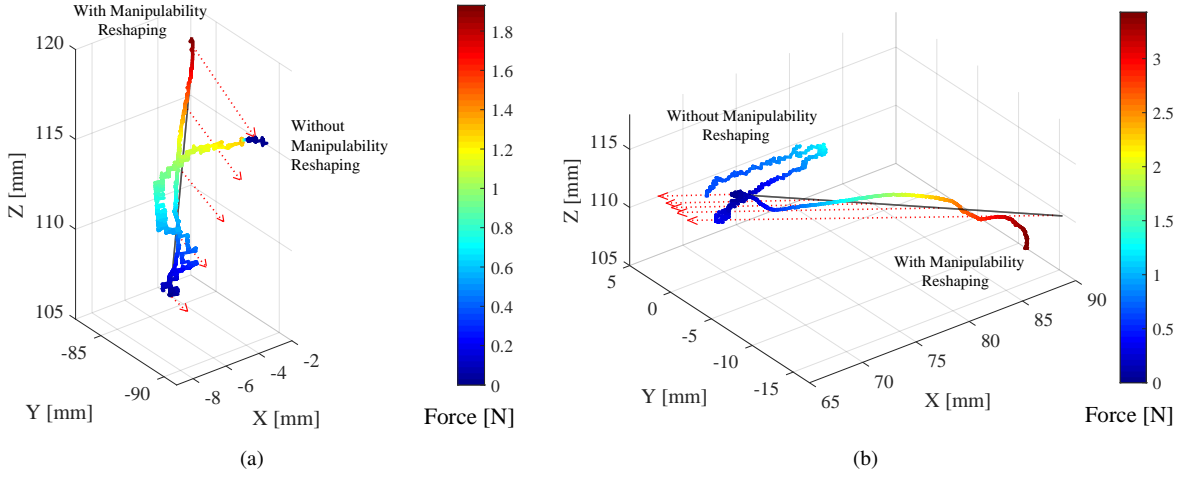 With Manipulability
Reshaping
120
115
110
105
Z [mm]
Without
Manipulability
Reshaping
-85
-90
Y [mm]
-8
-6
-4
-2
X [mm]
1.8
1.6
1.4
1.2
1
0.8
0.6
0.4
0.2
0
Force [N]
(a)
Without Manipulability
Reshaping
115
110
105
Z [mm]
With Manipulability
Reshaping
5
0
-5
-10
-15
Y [mm]
65
70
75
80
85
90
X [mm]
3
2.5
2
1.5
1
0.5
0
Force [N]
(b)